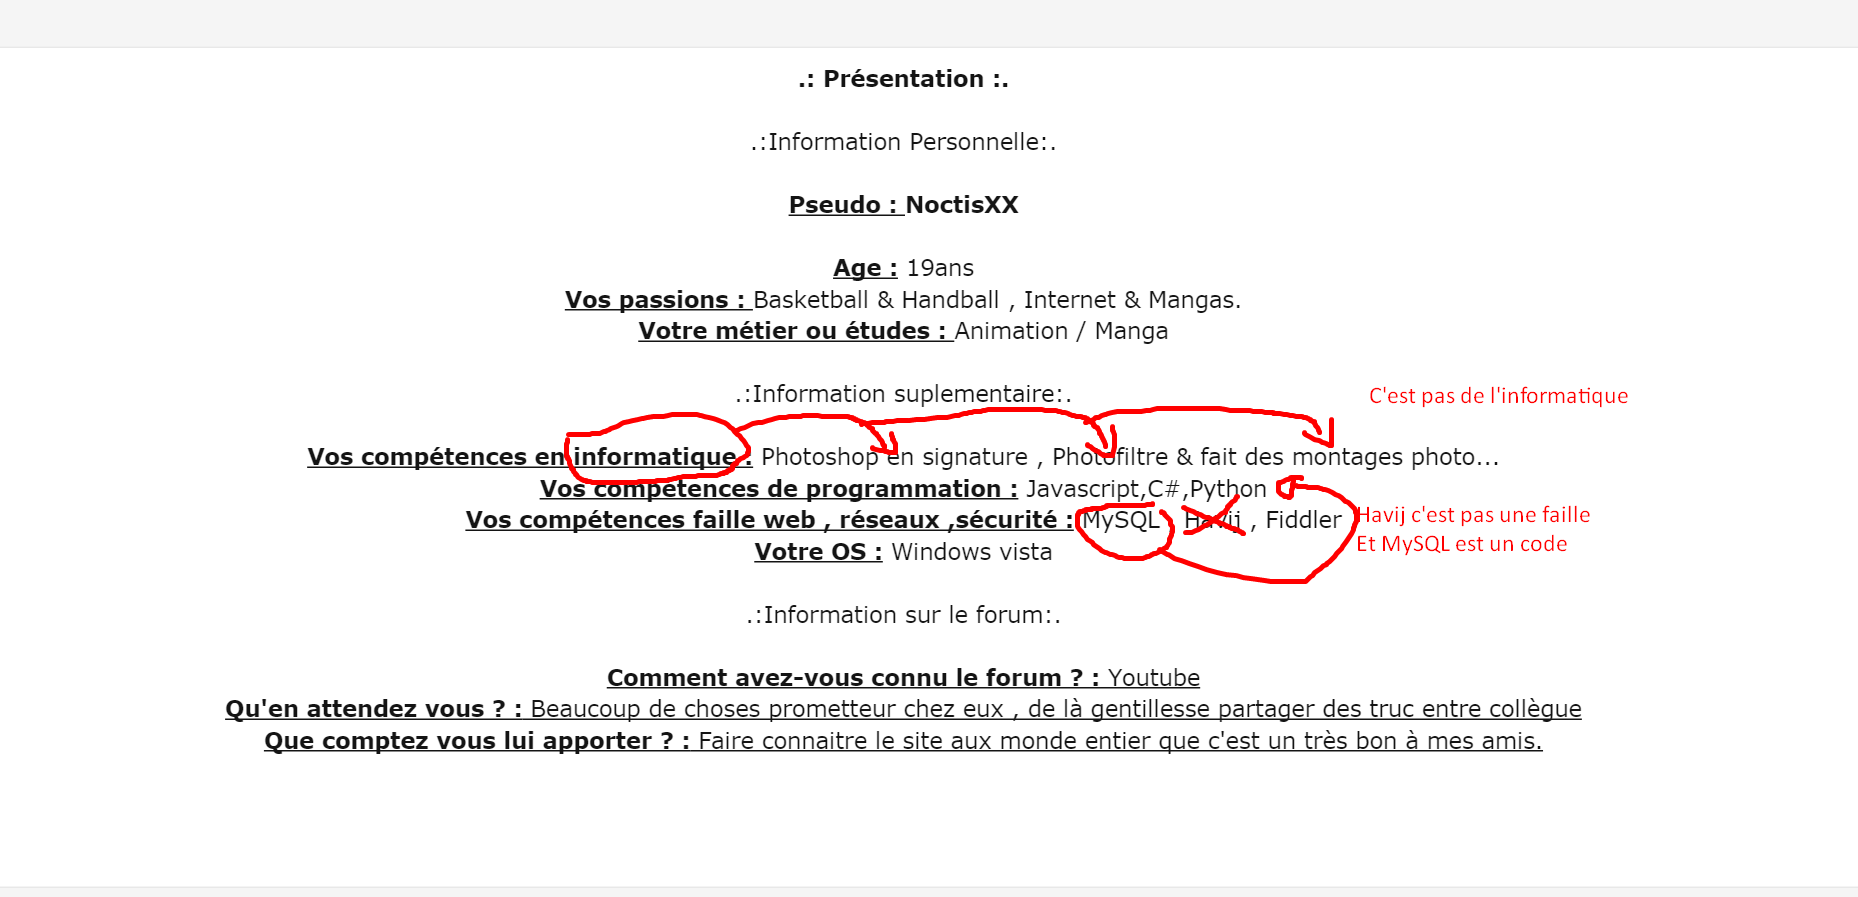 .: Présentation :.
.:Information Personnelle:.
Pseudo : NoctisXX
Age : 19ans
Vos passions : Basketball & Handball , Internet & Mangas.
Votre métier ou études : Animation / Manga
.:Information suplementaire:.
C'est pas de l'informatique
Vos compétences en informatique : Photoshop en signature , Photofiltre & fait des montages photo...
Vos compétences de programmation : Javascript,C#,Python
Vos compétences faille web , réseaux ,sécurité : MySQL , Havij , Fiddler
Havij c'est pas une faille
Et MySQL est un code
Votre OS : Windows vista
.:Information sur le forum:.
Comment avez-vous connu le forum ? : Youtube
Qu'en attendez vous ? : Beaucoup de choses prometteur chez eux , de là gentillesse partager des truc entre collègue
Que comptez vous lui apporter ? : Faire connaitre le site aux monde entier que c'est un très bon à mes amis.